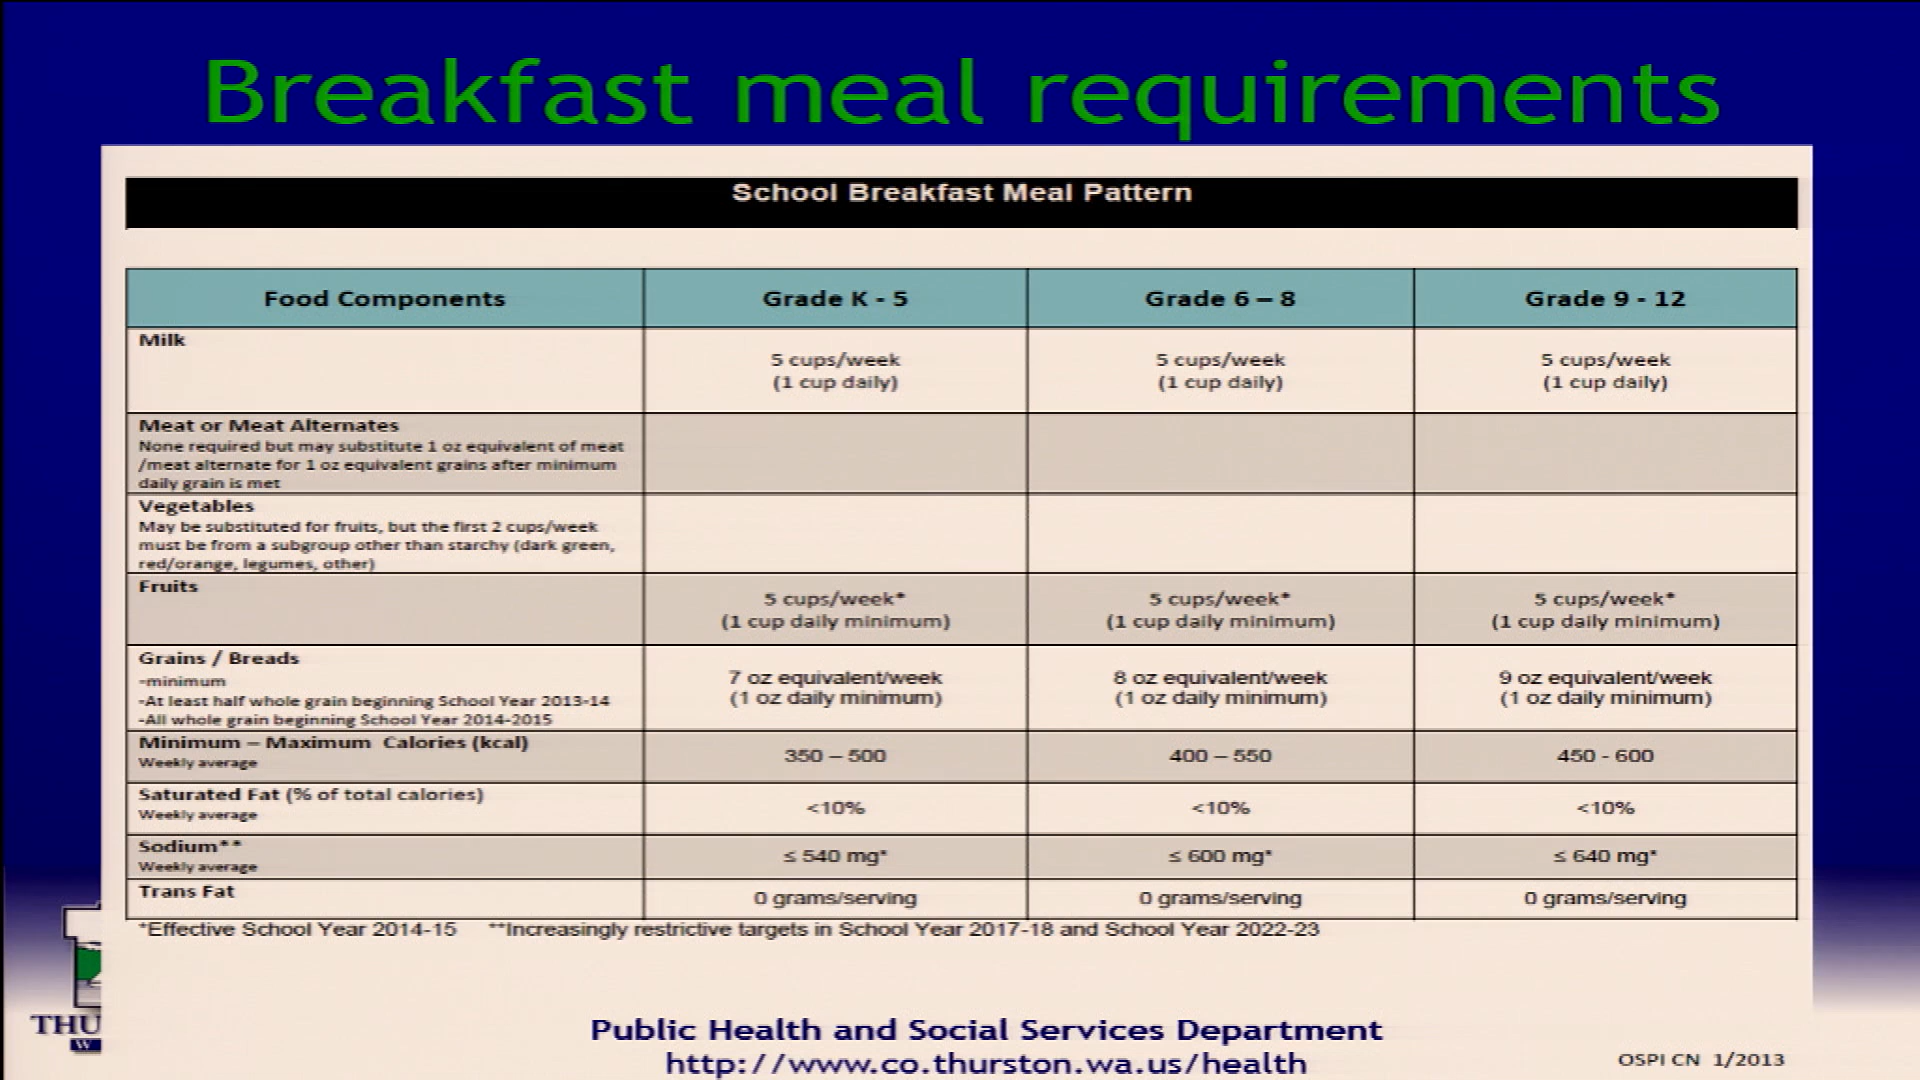 Breakfast meal requirements
School Breakfast Meal Pattern
Food Components
Grade K - 5
Grade 6 – 8
Grade 9 - 12
Milk
5 cups/week
(1 cup daily)
5 cups/week
(1 cup daily)
5 cups/week
(1 cup daily)
Meat or Meat Alternates
None required but may substitute 1 oz equivalent of meat
/meat alternate for 1 oz equivalent grains after minimum
daily grain is met
Vegetables
May be substituted for fruits, but the first 2 cups/week
must be from a subgroup other than starchy (dark green,
red/orange, legumes, other)
Fruits
5 cups/week*
(1 cup daily minimum)
5 cups/week*
(1 cup daily minimum)
5 cups/week*
(1 cup daily minimum)
Grains / Breads
-minimum
-At least half whole grain beginning School Year 2013-14
-All whole grain beginning School Year 2014-2015
7 oz equivalent/week
(1 oz daily minimum)
8 oz equivalent/week
(1 oz daily minimum)
9 oz equivalent/week
(1 oz daily minimum)
Minimum – Maximum Calories (kcal)
Weekly average
350 – 500
400 – 550
450 - 600
Saturated Fat (% of total calories)
Weekly average
<10%
<10%
<10%
Sodium**
Weekly average
≤ 540 mg*
≤ 600 mg*
≤ 640 mg*
Trans Fat
0 grams/serving
0 grams/serving
0 grams/serving
*Effective School Year 2014-15 **Increasingly restrictive targets in School Year 2017-18 and School Year 2022-23
THU
W
Public Health and Social Services Department
http://www.co.thurston.wa.us/health
OSPI CN 1/2013